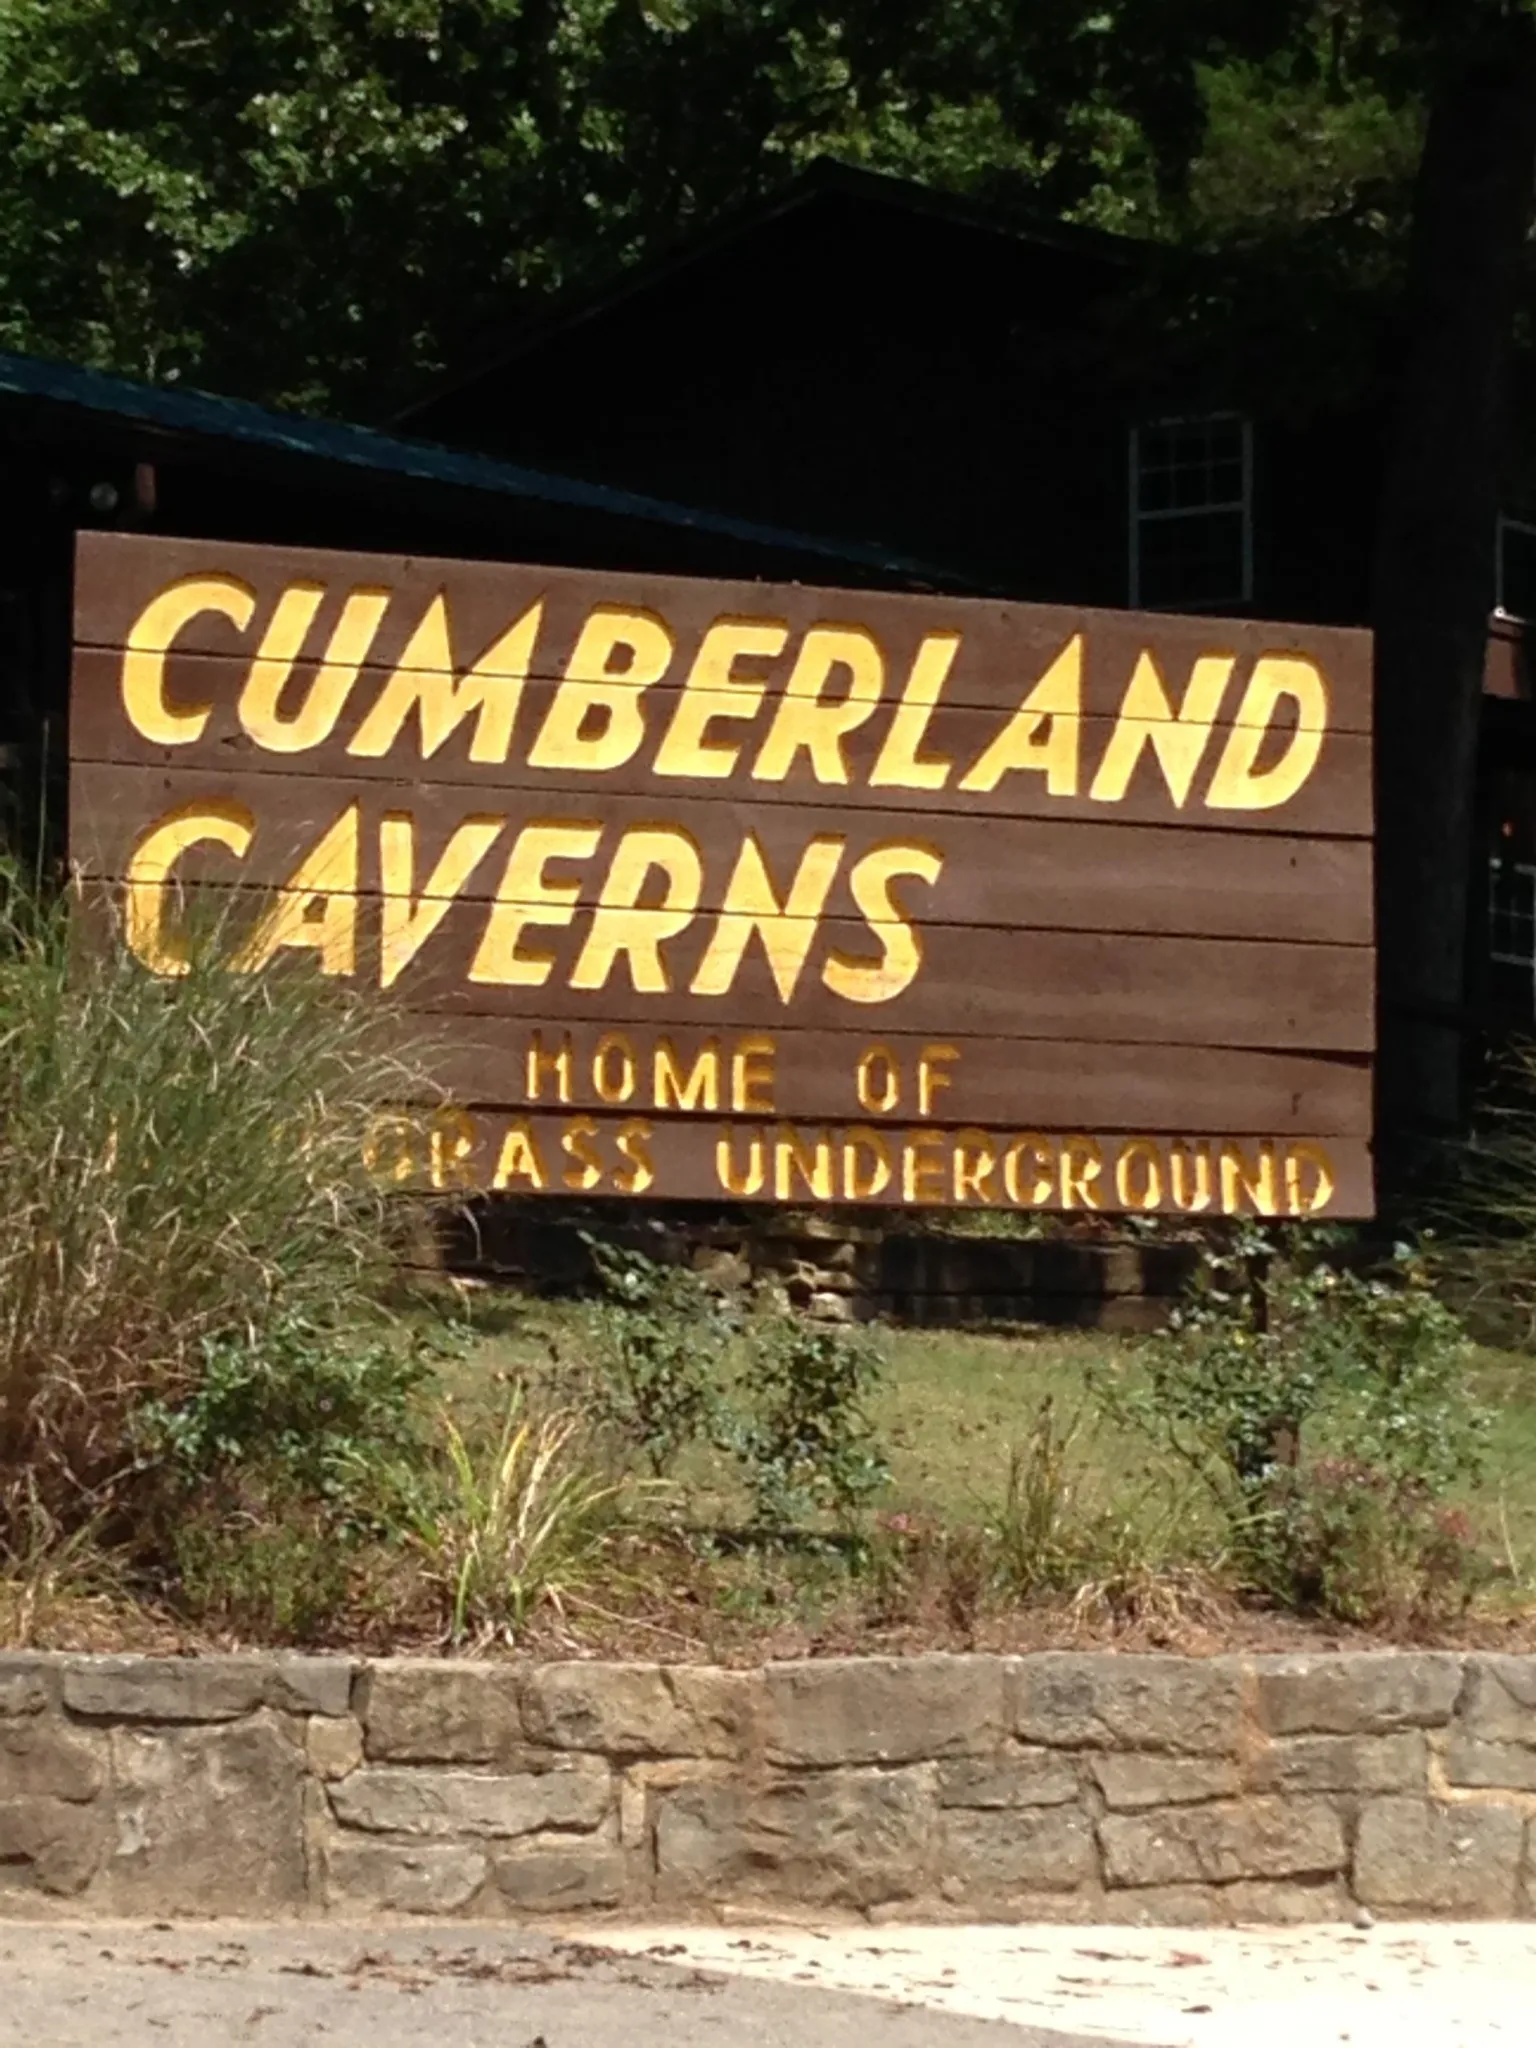 CUMBERLAND
CAVERNS
HOME OF
GRASS UNDERGROUND